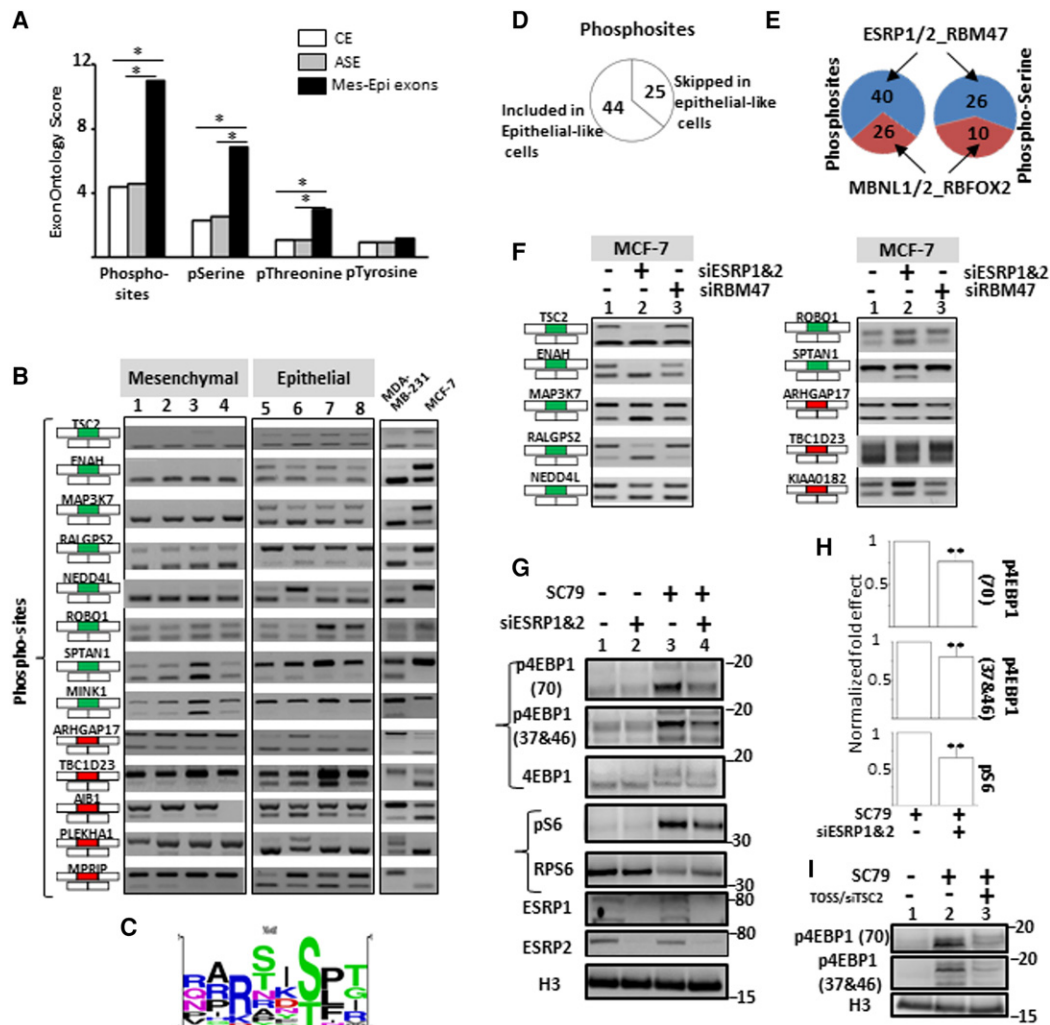 A
Exon Ontology Score
12
8
4
CE
ASE
Mes-Epi exons
* * * * * *
Phospho-
sites
pSerine
pThreonine
pTyrosine
B
Mesenchymal
Epithelial
MDA-
MB-231
MCF-7
1 2 3 4 5 6 7 8
Phospho-sites
TSC2
ENAH
MAP3K7
RALGPS2
NEDD4L
ROBO1
SPTAN1
MINK1
ARHGAP17
TBC1D23
AIB1
PLEKHA1
MPRIP
C
D
Phosphosites
44
25
Included in
Epithelial-like
cells
Skipped in
epithelial-like
cells
E
ESRP1/2_RBM47
Phosphosites
40
26
26
10
Phospho-Serine
MBNL1/2_RBFOX2
F
MCF-7
- + - siESRP1&2
- - + siRBM47
1 2 3
TSC2
ENAH
MAP3K7
RALGPS2
NEDD4L
MCF-7
- + - siESRP1&2
- - + siRBM47
1 2 3
ROBO1
SPTAN1
ARHGAP17
TBC1D23
KIAA0182
G
SC79 - - + +
siESRP1&2 - + - +
1 2 3 4
p4EBP1
(70)
-20
p4EBP1
(37&46)
-20
4EBP1
-20
pS6
-30
RPS6
-30
ESRP1
-80
ESRP2
-80
H3
-15
H
Normalized fold effect
1
0.5
**
p4EBP1
(70)
1
0.5
**
p4EBP1
(37&46)
1
0.5
**
pS6
SC79 + +
siESRP1&2 - +
I
SC79 - + +
TOSS/siTSC2 - - +
1 2 3
p4EBP1 (70)
-20
p4EBP1
(37&46)
-20
H3
-15